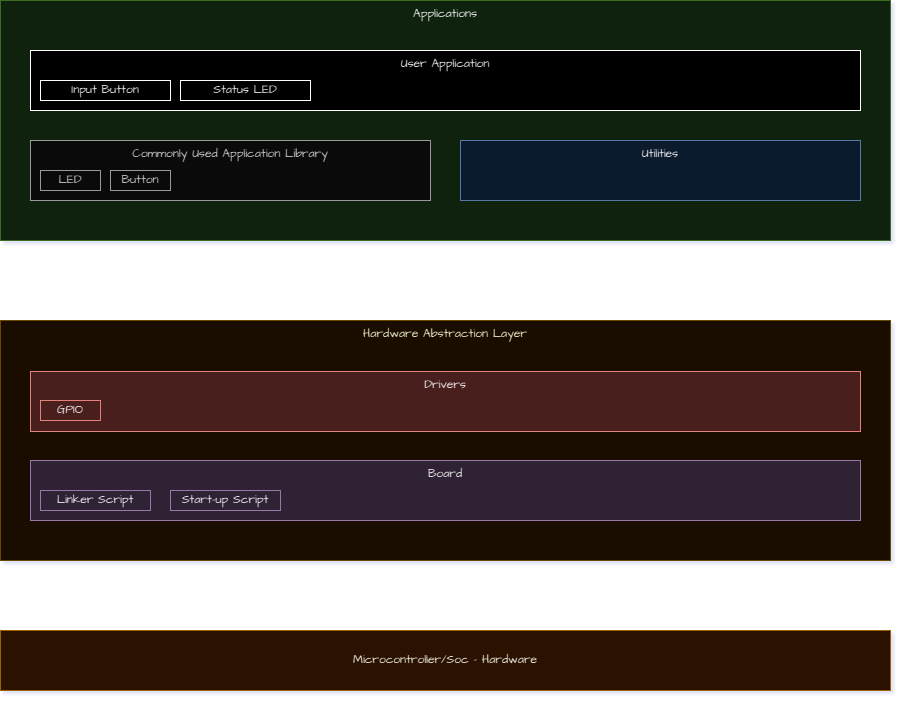 Applications
User Application
Input Button
Status LED
Commonly Used Application Library
Utilities
LED
Button
Hardware Abstraction Layer
Drivers
GPIO
Board
Linker Script
Start-up Script
Microcontroller/Soc - Hardware